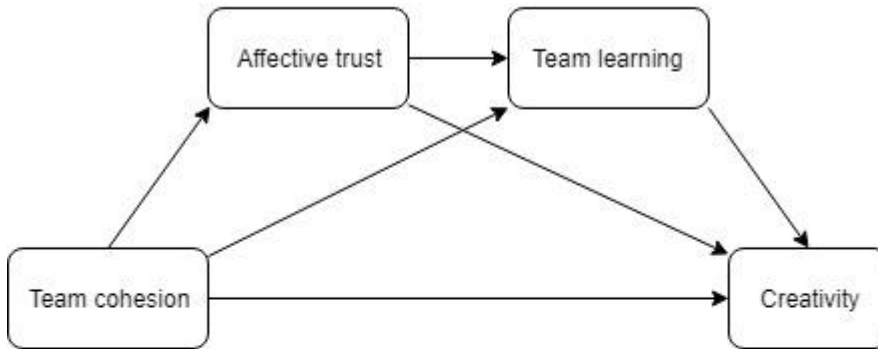 Affective trust
Team learning
Team cohesion
Creativity